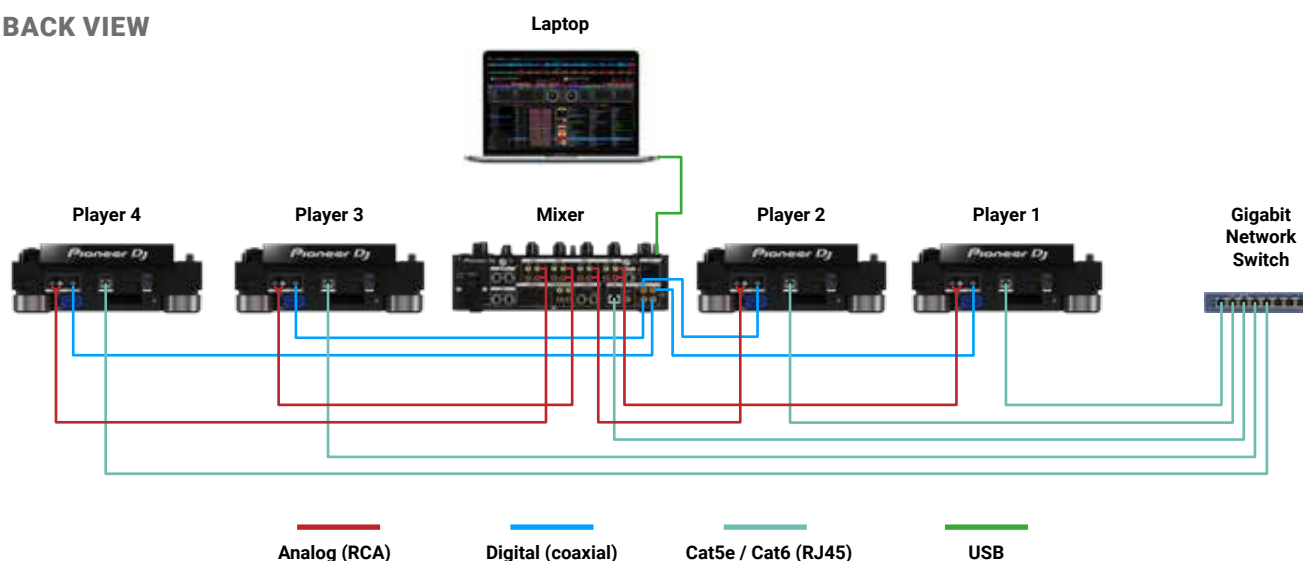 BACK VIEW
Laptop
Player 4
Player 3
Mixer
Player 2
Player 1
Gigabit
Network
Switch
Pioneer Dj
Pioneer Dj
Pioneer Dj
Pioneer Dj
Analog (RCA)
Digital (coaxial)
Cat5e / Cat6 (RJ45)
USB